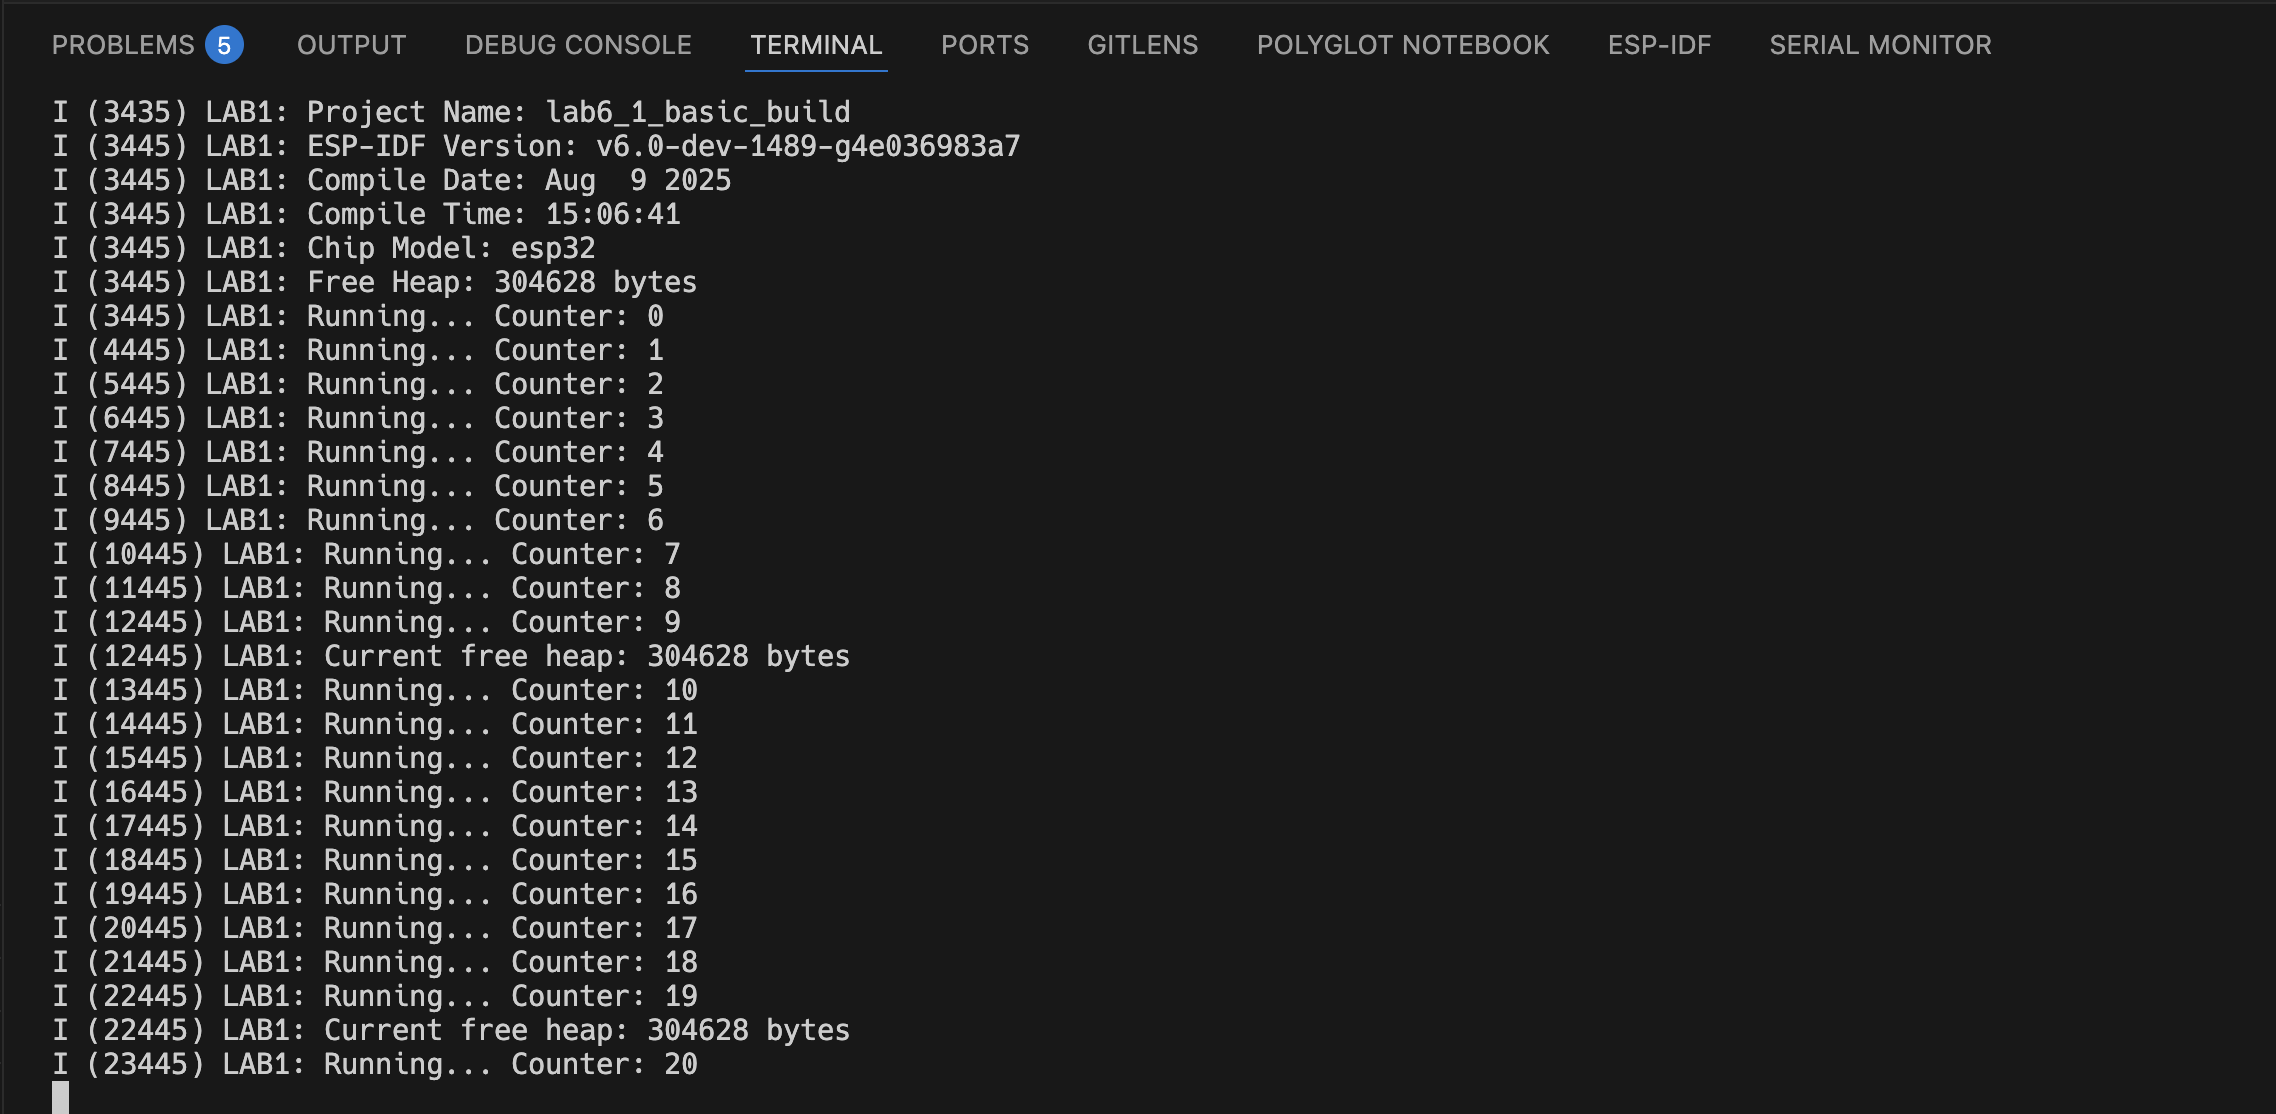 PROBLEMS 5 OUTPUT DEBUG CONSOLE TERMINAL PORTS GITLENS POLYGLOT NOTEBOOK ESP-IDF SERIAL MONITOR
I (3435) LAB1: Project Name: lab6_1_basic_build
I (3445) LAB1: ESP-IDF Version: v6.0-dev-1489-g4e036983a7
I (3445) LAB1: Compile Date: Aug  9 2025
I (3445) LAB1: Compile Time: 15:06:41
I (3445) LAB1: Chip Model: esp32
I (3445) LAB1: Free Heap: 304628 bytes
I (3445) LAB1: Running... Counter: 0
I (4445) LAB1: Running... Counter: 1
I (5445) LAB1: Running... Counter: 2
I (6445) LAB1: Running... Counter: 3
I (7445) LAB1: Running... Counter: 4
I (8445) LAB1: Running... Counter: 5
I (9445) LAB1: Running... Counter: 6
I (10445) LAB1: Running... Counter: 7
I (11445) LAB1: Running... Counter: 8
I (12445) LAB1: Running... Counter: 9
I (12445) LAB1: Current free heap: 304628 bytes
I (13445) LAB1: Running... Counter: 10
I (14445) LAB1: Running... Counter: 11
I (15445) LAB1: Running... Counter: 12
I (16445) LAB1: Running... Counter: 13
I (17445) LAB1: Running... Counter: 14
I (18445) LAB1: Running... Counter: 15
I (19445) LAB1: Running... Counter: 16
I (20445) LAB1: Running... Counter: 17
I (21445) LAB1: Running... Counter: 18
I (22445) LAB1: Running... Counter: 19
I (22445) LAB1: Current free heap: 304628 bytes
I (23445) LAB1: Running... Counter: 20